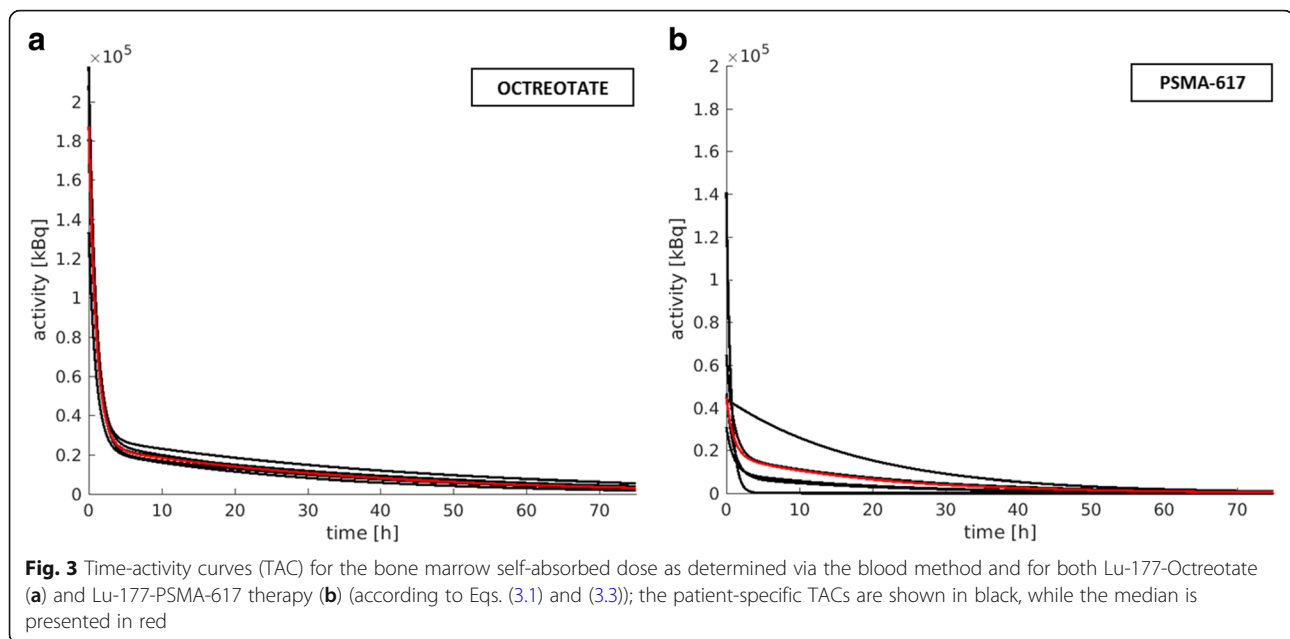 a
×10⁵
OCTREOTATE
2
1.8
1.6
1.4
1.2
1
0.8
0.6
0.4
0.2
0
activity [kBq]
0 10 20 30 40 50 60 70
time [h]
b
×10⁵
PSMA-617
2
1.8
1.6
1.4
1.2
1
0.8
0.6
0.4
0.2
0
activity [kBq]
0 10 20 30 40 50 60 70
time [h]
Fig. 3 Time-activity curves (TAC) for the bone marrow self-absorbed dose as determined via the blood method and for both Lu-177-Octreotate
(a) and Lu-177-PSMA-617 therapy (b) (according to Eqs. (3.1) and (3.3)); the patient-specific TACs are shown in black, while the median is
presented in red